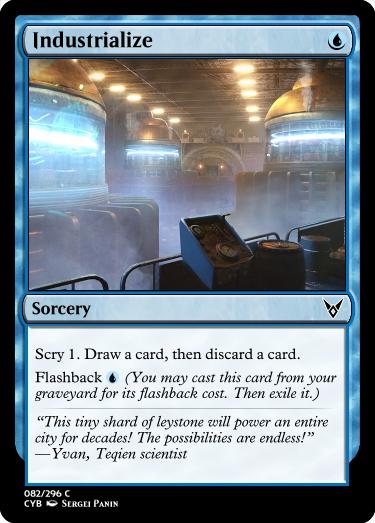 Industrialize
Sorcery
Scry 1. Draw a card, then discard a card.
Flashback (You may cast this card from your
graveyard for its flashback cost. Then exile it.)
"This tiny shard of leystone will power an entire
city for decades! The possibilities are endless!"
—Yvan, Teqien scientist
082/296 C
CYB Sergei Panin